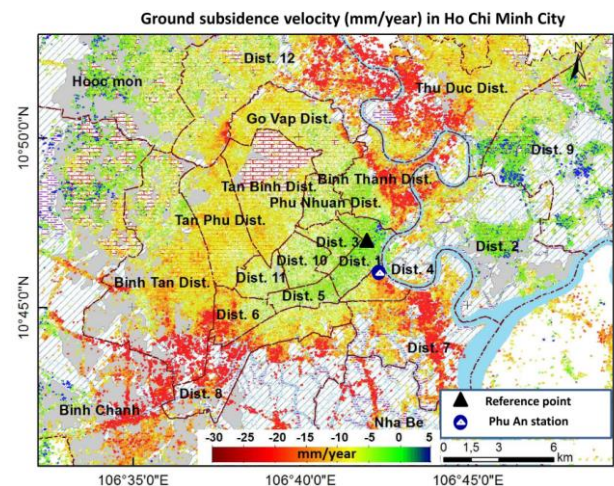 Ground subsidence velocity (mm/year) in Ho Chi Minh City
N
Dist. 12
Hooc mon
Thu Duc Dist.
Go Vap Dist.
10°50'0"N
Dist. 9
Binh Thanh Dist.
Tan Binh Dist.
Phu Nhuan Dist.
Tan Phu Dist.
Dist. 3
Dist. 2
Dist. 10
Dist. 1
Dist. 4
Dist. 11
Binh Tan Dist.
Dist. 5
10°45'0"N
Dist. 6
Dist. 7
Dist. 8
Binh Chanh
Nha Be
Reference point
Phu An station
-30 -25 -20 -15 -10 -5 0 5
mm/year
0 1,5 3 6
km
106°35'0"E 106°40'0"E 106°45'0"E